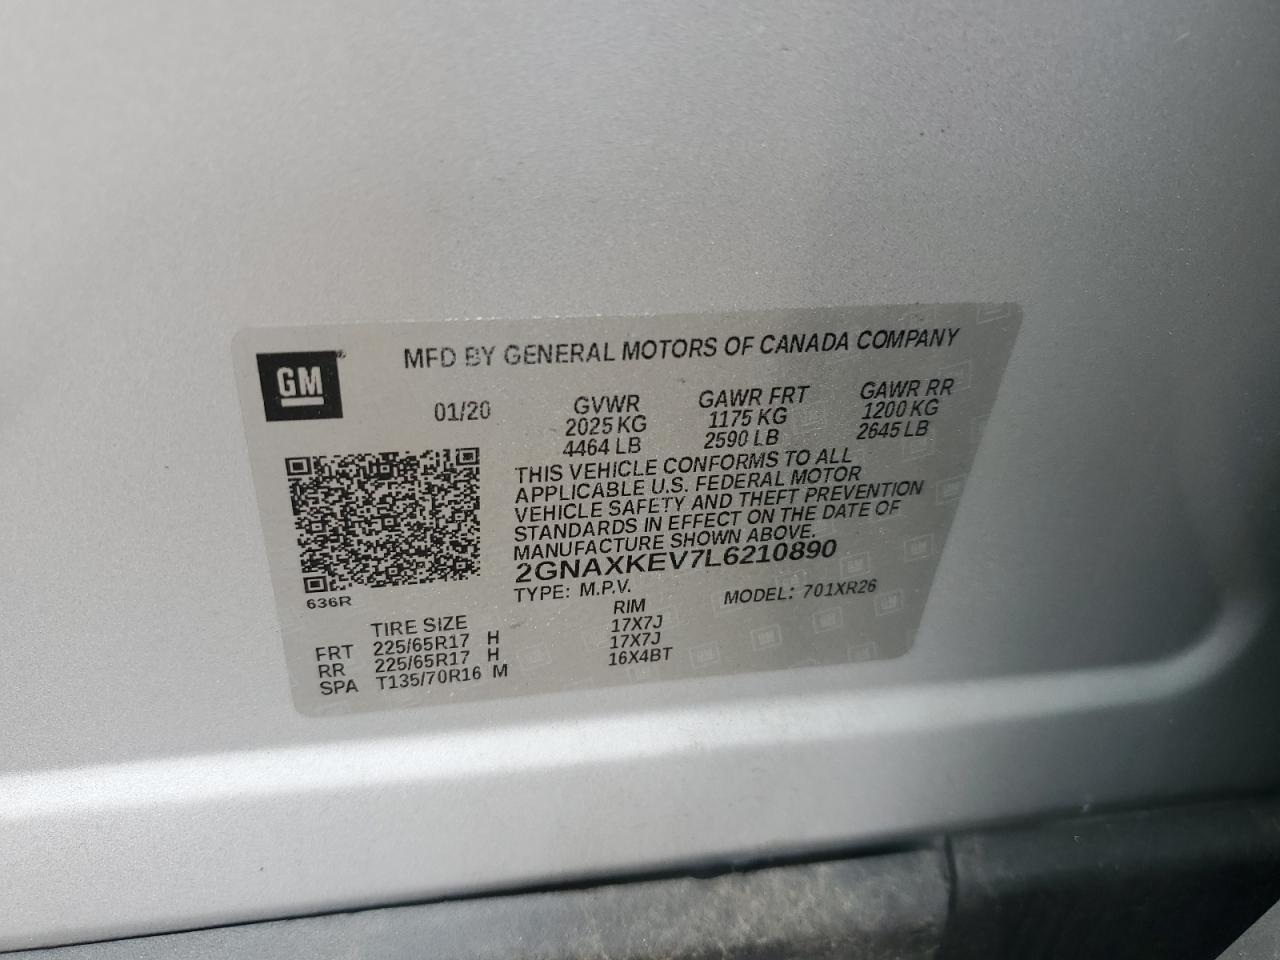 GM
MFD BY GENERAL MOTORS OF CANADA COMPANY
01/20 GVWR GAWR FRT GAWR RR
2025 KG 1175 KG 1200 KG
4464 LB 2590 LB 2645 LB
THIS VEHICLE CONFORMS TO ALL
APPLICABLE U.S. FEDERAL MOTOR
VEHICLE SAFETY AND THEFT PREVENTION
STANDARDS IN EFFECT ON THE DATE OF
MANUFACTURE SHOWN ABOVE.
2GNAXKEV7L6210890
TYPE: M.P.V. MODEL: 701XR26
636R
TIRE SIZE RIM
FRT 225/65R17 H 17X7J
RR 225/65R17 H 17X7J
SPA T135/70R16 M 16X4BT